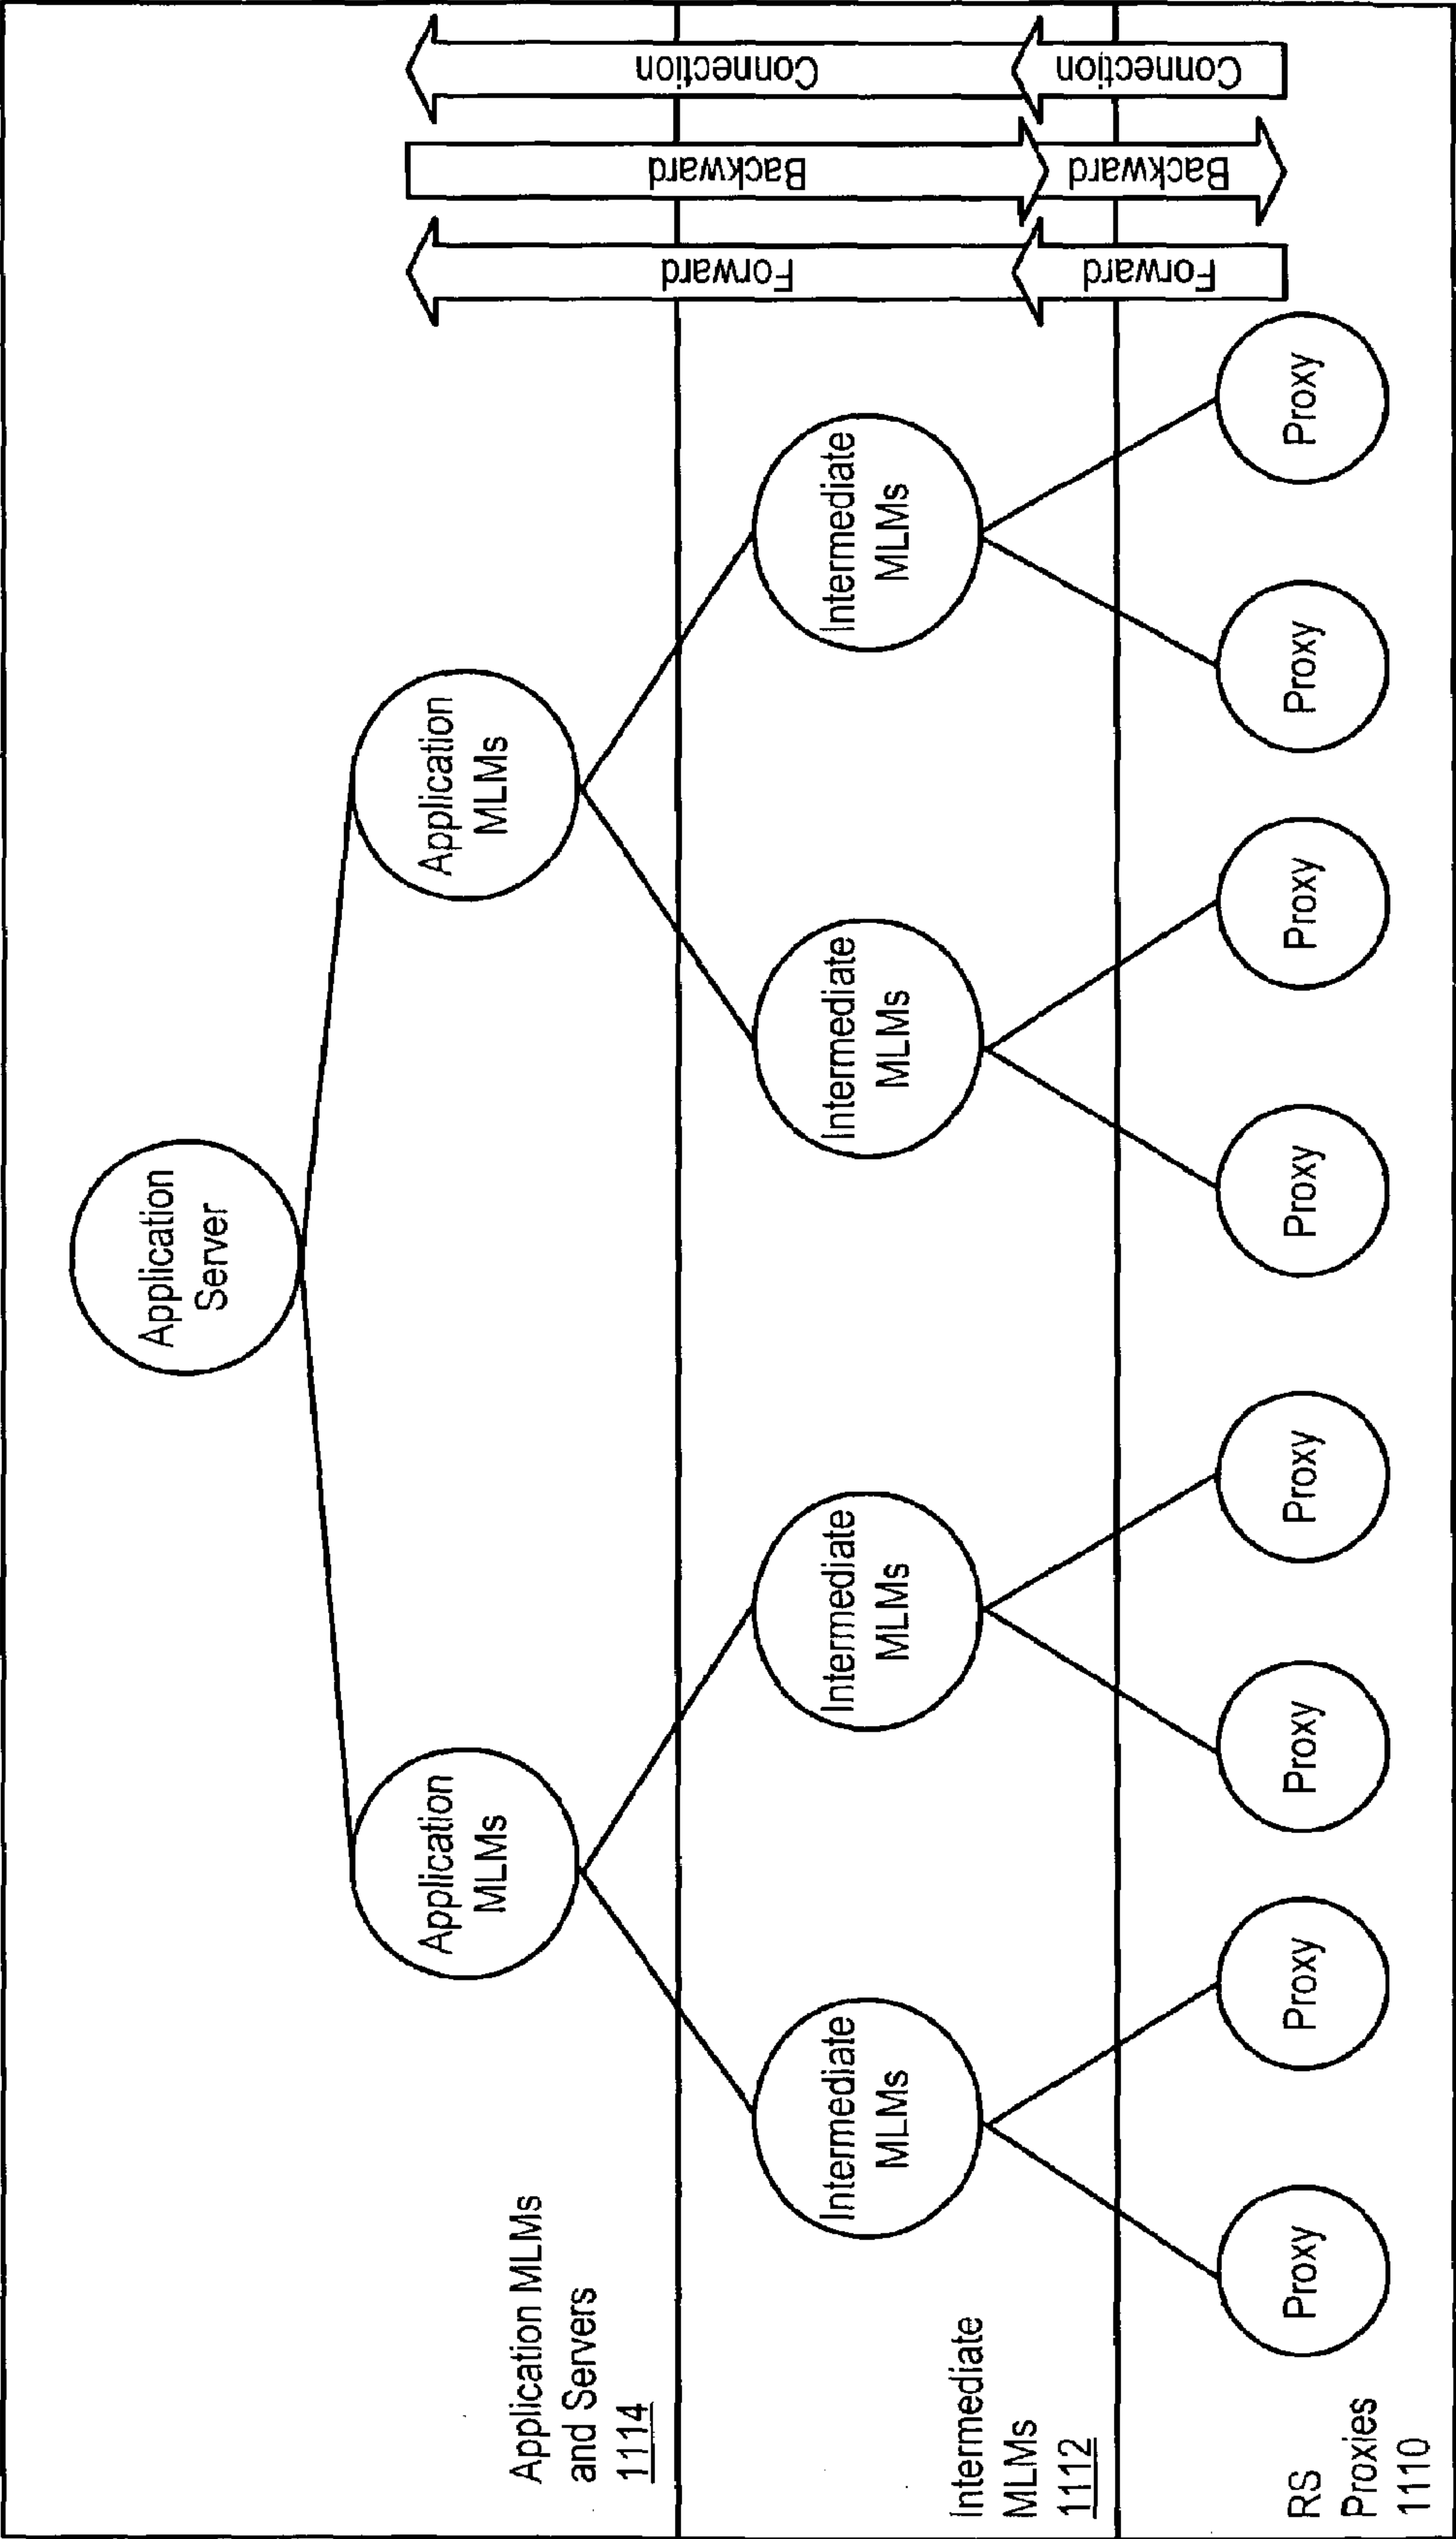 Application
Server
Application
MLMs
Application
MLMs
Application MLMs
and Servers
1114
Forward
Backward
Connection
Intermediate
MLMs
Intermediate
MLMs
Intermediate
MLMs
Intermediate
MLMs
Intermediate
MLMs
1112
Forward
Backward
Connection
Proxy
Proxy
Proxy
Proxy
Proxy
Proxy
Proxy
Proxy
RS
Proxies
1110